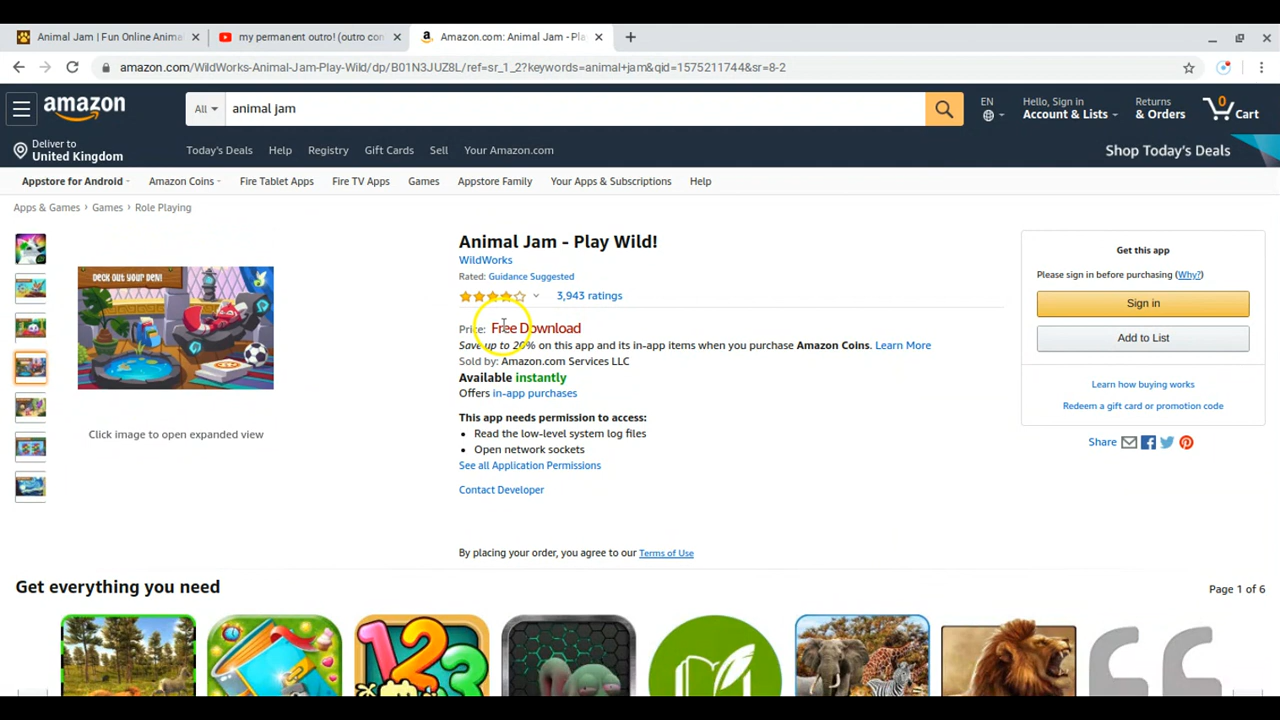 Animal Jam | Fun Online Anima
my permanent outro! (outro con
Amazon.com: Animal Jam - Pla
amazon.com/WildWorks-Animal-Jam-Play-Wild/dp/B01N3JUZ8L/ref=sr_1_2?keywords=animal+jam&qid=1575211744&sr=8-2
amazon
All
animal jam
EN
Hello, Sign in
Account & Lists
Returns
& Orders
0
Cart
Deliver to
United Kingdom
Today's Deals Help Registry Gift Cards Sell Your Amazon.com
Shop Today's Deals
Appstore for Android Amazon Coins Fire Tablet Apps Fire TV Apps Games Appstore Family Your Apps & Subscriptions Help
Apps & Games › Games › Role Playing
DECK OUT YOUR DEN!
Click image to open expanded view
Animal Jam - Play Wild!
WildWorks
Rated: Guidance Suggested
3,943 ratings
Price: Free Download
Save up to 20% on this app and its in-app items when you purchase Amazon Coins. Learn More
Sold by: Amazon.com Services LLC
Available instantly
Offers in-app purchases
This app needs permission to access:
• Read the low-level system log files
• Open network sockets
See all Application Permissions
Contact Developer
By placing your order, you agree to our Terms of Use
Get this app
Please sign in before purchasing (Why?)
Sign in
Add to List
Learn how buying works
Redeem a gift card or promotion code
Share
Get everything you need
Page 1 of 6
123